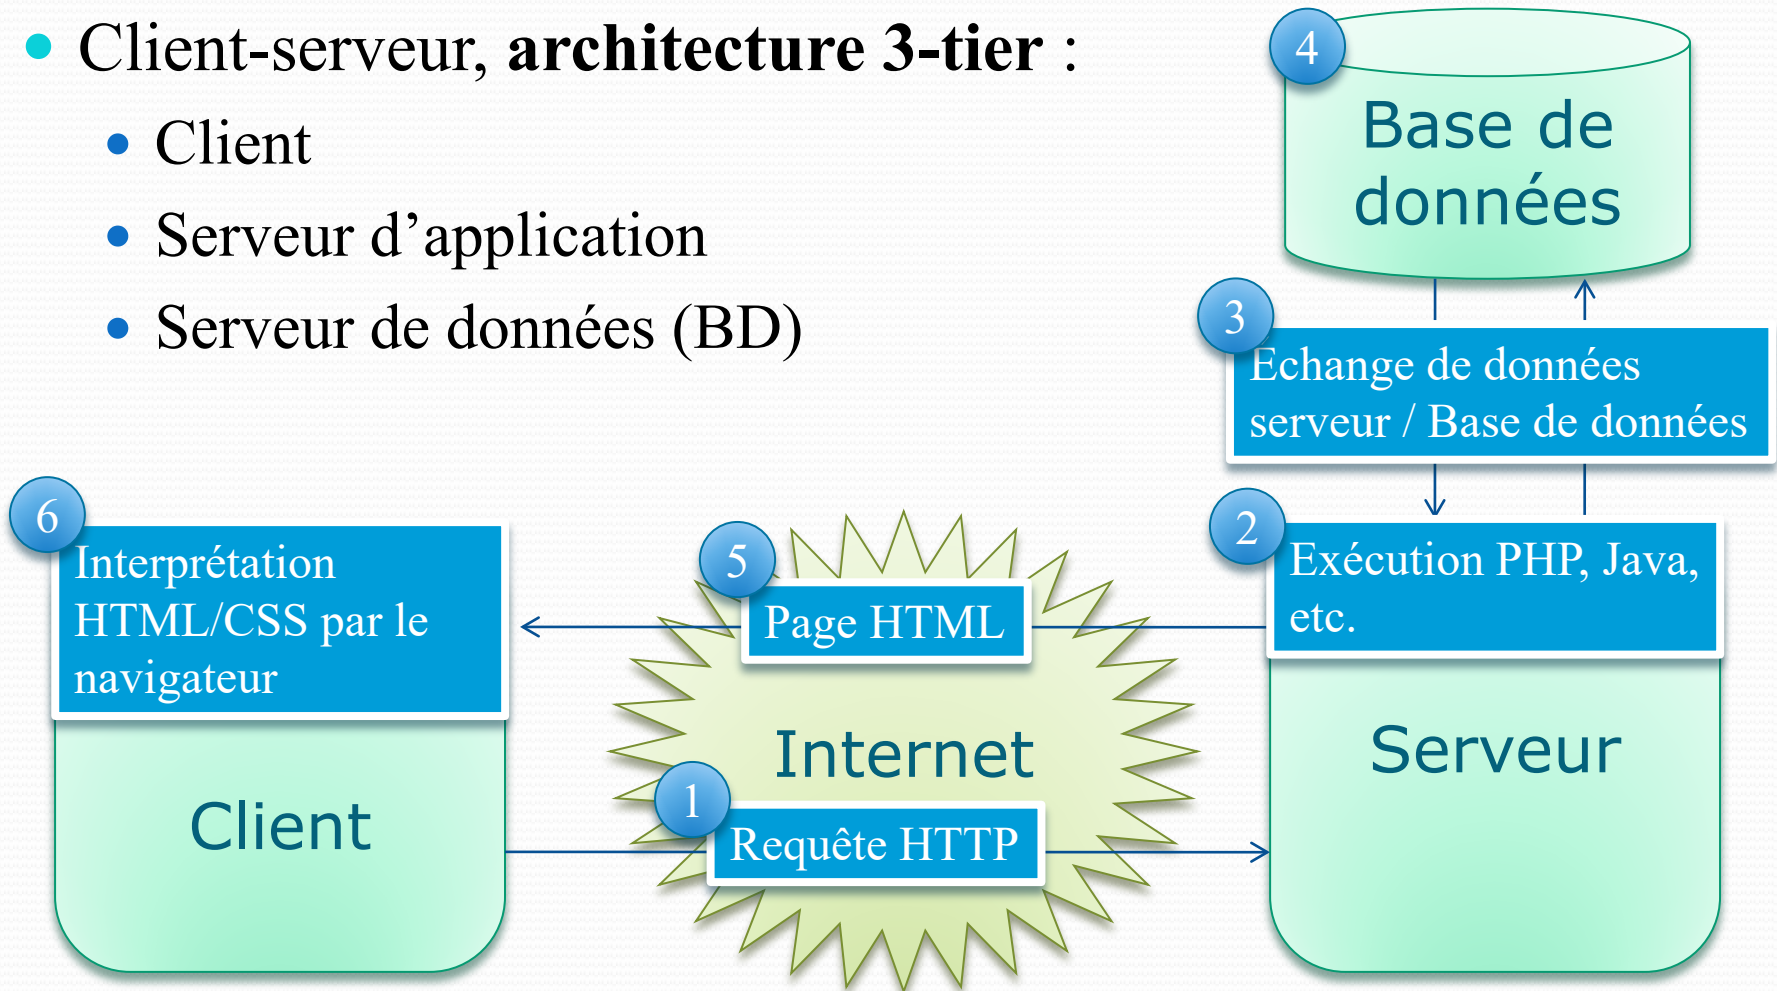 Client-serveur, architecture 3-tier :
Client
Serveur d’application
Serveur de données (BD)
4
Base de
données
3
Échange de données
serveur / Base de données
6
Interprétation
HTML/CSS par le
navigateur
Client
5
Page HTML
Internet
1
Requête HTTP
2
Exécution PHP, Java,
etc.
Serveur